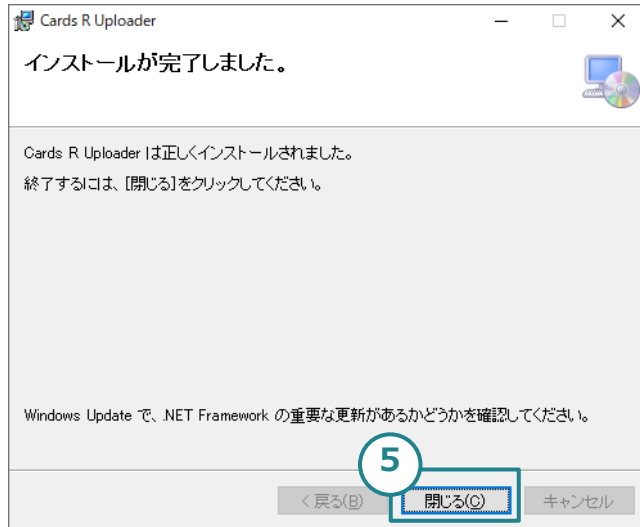 Cards R Uploader
インストールが完了しました。
Cards R Uploader は正しくインストールされました。
終了するには、[閉じる]をクリックしてください。
Windows Update で、.NET Framework の重要な更新があるかどうかを確認してください。
5
< 戻る(B)
閉じる(C)
キャンセル